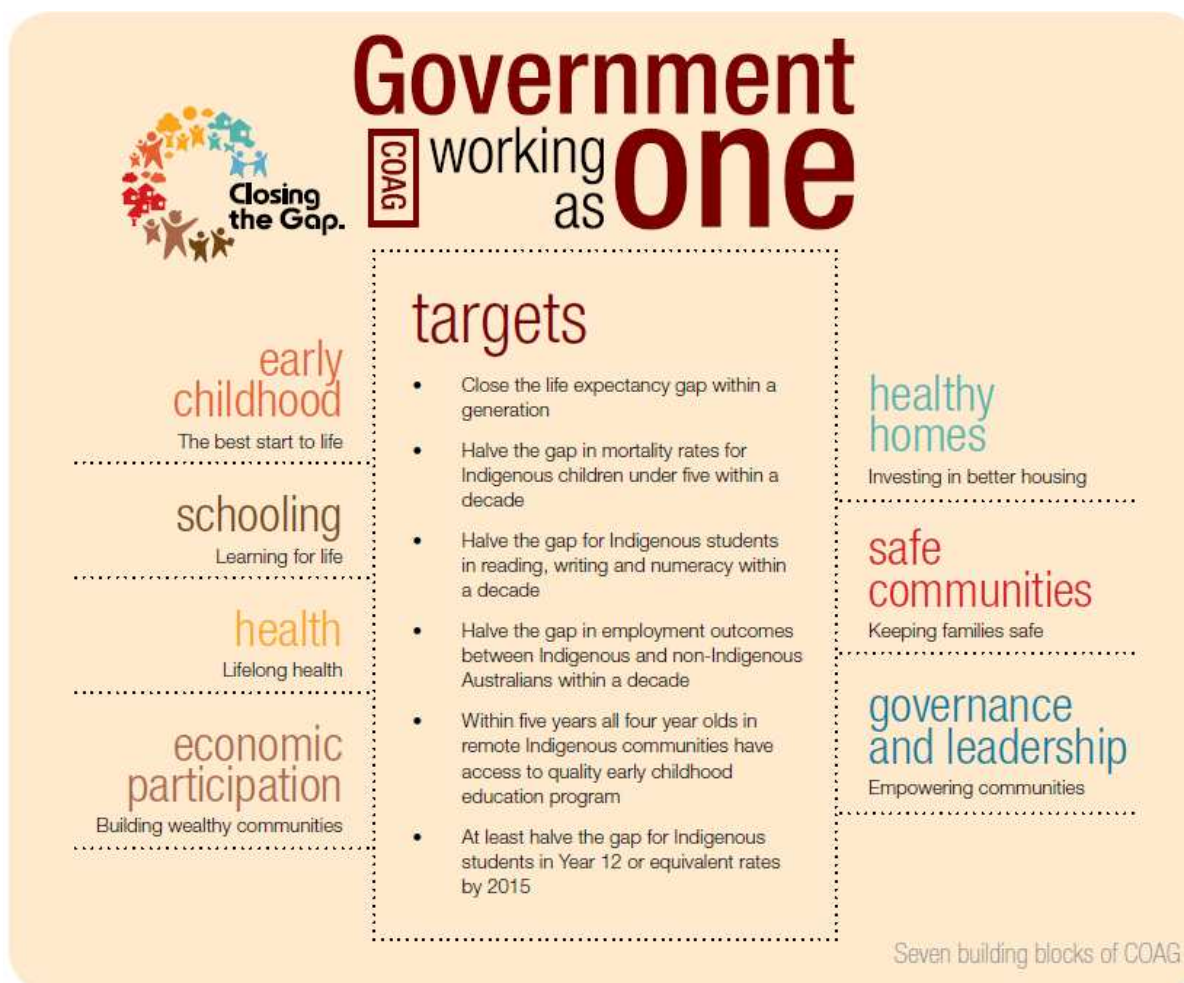 Government
COAG
working
as
one
Closing
the Gap.
early
childhood
The best start to life
schooling
Learning for life
health
Lifelong health
economic
participation
Building wealthy communities
targets
• Close the life expectancy gap within a
generation
• Halve the gap in mortality rates for
Indigenous children under five within a
decade
• Halve the gap for Indigenous students
in reading, writing and numeracy within
a decade
• Halve the gap in employment outcomes
between Indigenous and non-Indigenous
Australians within a decade
• Within five years all four year olds in
remote Indigenous communities have
access to quality early childhood
education program
• At least halve the gap for Indigenous
students in Year 12 or equivalent rates
by 2015
healthy
homes
Investing in better housing
safe
communities
Keeping families safe
governance
and leadership
Empowering communities
Seven building blocks of COAG